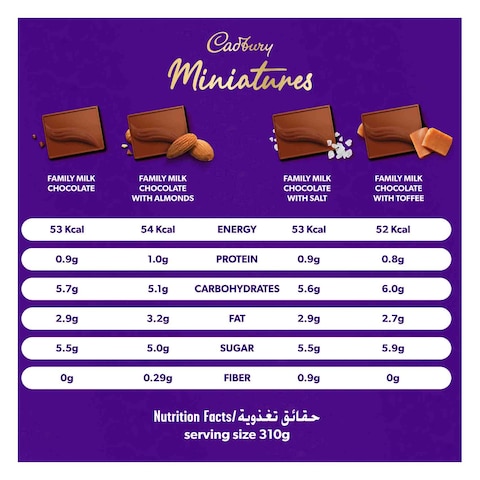 Cadbury
Miniatures
FAMILY MILK CHOCOLATE
FAMILY MILK CHOCOLATE WITH ALMONDS
FAMILY MILK CHOCOLATE WITH SALT
FAMILY MILK CHOCOLATE WITH TOFFEE
53 Kcal 54 Kcal ENERGY 53 Kcal 52 Kcal
0.9g 1.0g PROTEIN 0.9g 0.8g
5.7g 5.1g CARBOHYDRATES 5.6g 6.0g
2.9g 3.2g FAT 2.9g 2.7g
5.5g 5.0g SUGAR 5.5g 5.9g
0g 0.29g FIBER 0.9g 0g
Nutrition Facts/حقائق تغذوية
serving size 310g